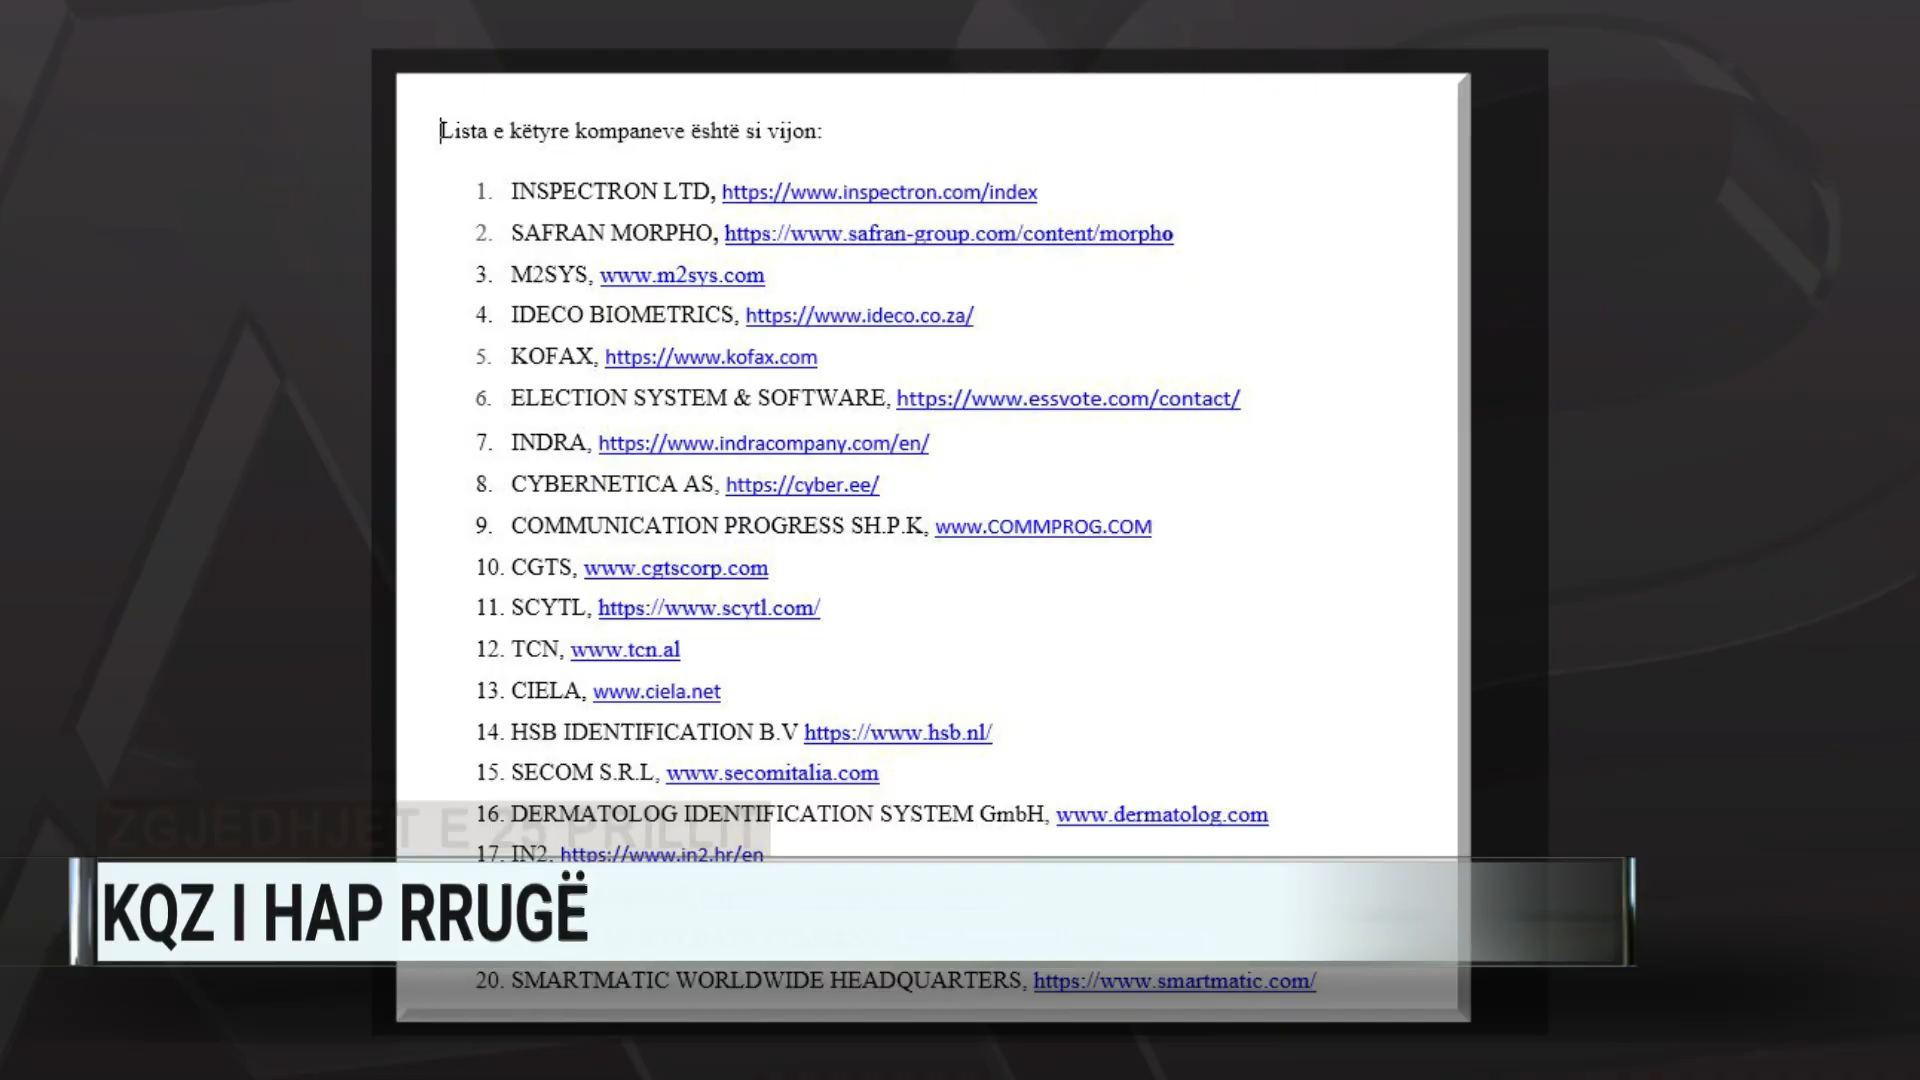 Lista e këtyre kompaneve është si vijon:
1. INSPECTRON LTD, https://www.inspectron.com/index
2. SAFRAN MORPHO, https://www.safran-group.com/content/morpho
3. M2SYS, www.m2sys.com
4. IDECO BIOMETRICS, https://www.ideco.co.za/
5. KOFAX, https://www.kofax.com
6. ELECTION SYSTEM & SOFTWARE, https://www.essvote.com/contact/
7. INDRA, https://www.indracompany.com/en/
8. CYBERNETICA AS, https://cyber.ee/
9. COMMUNICATION PROGRESS SH.P.K, www.COMMPROG.COM
10. CGTS, www.cgtscorp.com
11. SCYTL, https://www.scytl.com/
12. TCN, www.tcn.al
13. CIELA, www.ciela.net
14. HSB IDENTIFICATION B.V https://www.hsb.nl/
15. SECOM S.R.L, www.secomitalia.com
16. DERMATOLOG IDENTIFICATION SYSTEM GmbH, www.dermatolog.com
ZGJEDHJET E 25 PRILLIT
17. IN2, https://www.in2.hr/en
KQZ I HAP RRUGË
20. SMARTMATIC WORLDWIDE HEADQUARTERS, https://www.smartmatic.com/